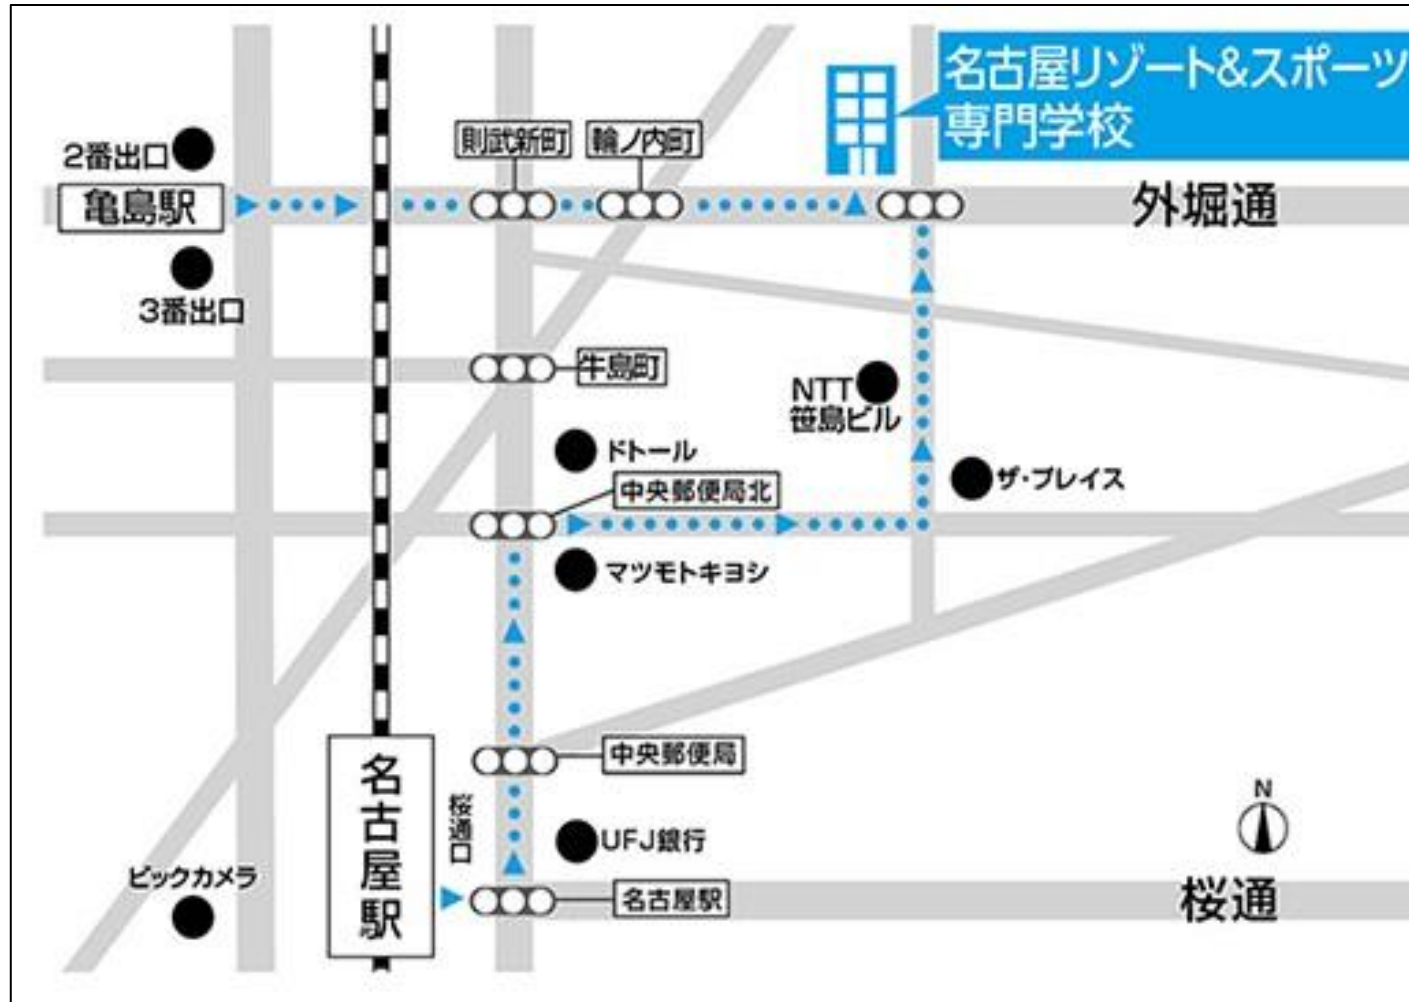 名古屋リゾート&スポーツ
専門学校
2番出口
則武新町
輪ノ内町
亀島駅
外堀通
3番出口
牛島町
NTT
笹島ビル
ドトール
中央郵便局北
ザ・プレイス
マツモトキヨシ
中央郵便局
名古屋駅
桜通口
UFJ銀行
N
ビックカメラ
名古屋駅
桜通